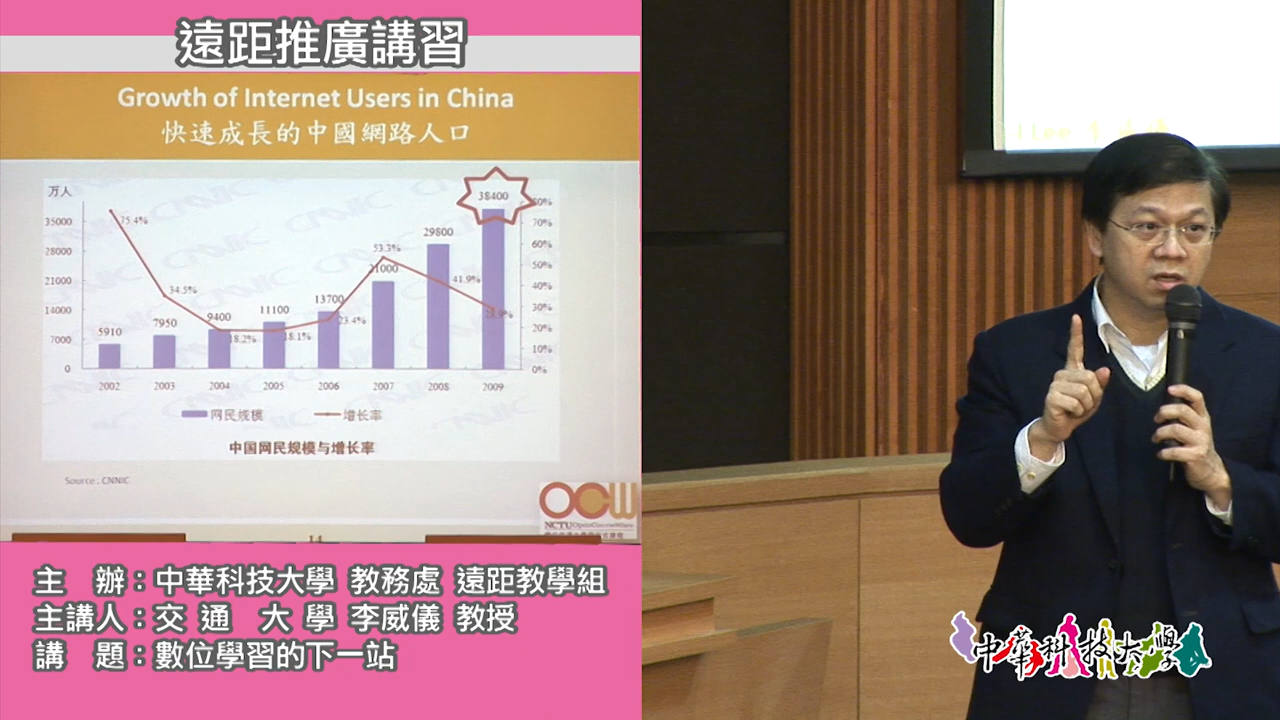 遠距推廣講習
Growth of Internet Users in China
快速成長的中國網路人口
万人
35000
28000
21000
14000
7000
0
5910
7950
9400
11100
13700
21000
29800
38400
75.4%
34.5%
18.2%
18.1%
23.4%
53.3%
41.9%
80%
70%
60%
50%
40%
30%
20%
10%
0%
2002 2003 2004 2005 2006 2007 2008 2009
网民规模 增长率
中国网民规模与增长率
Source : CNNIC
OCW
NCTU OpenCourseWare
14
主 辦：中華科技大學 教務處 遠距教學組
主講人：交 通 大 學 李威儀 教授
講 題：數位學習的下一站
中華科技大學